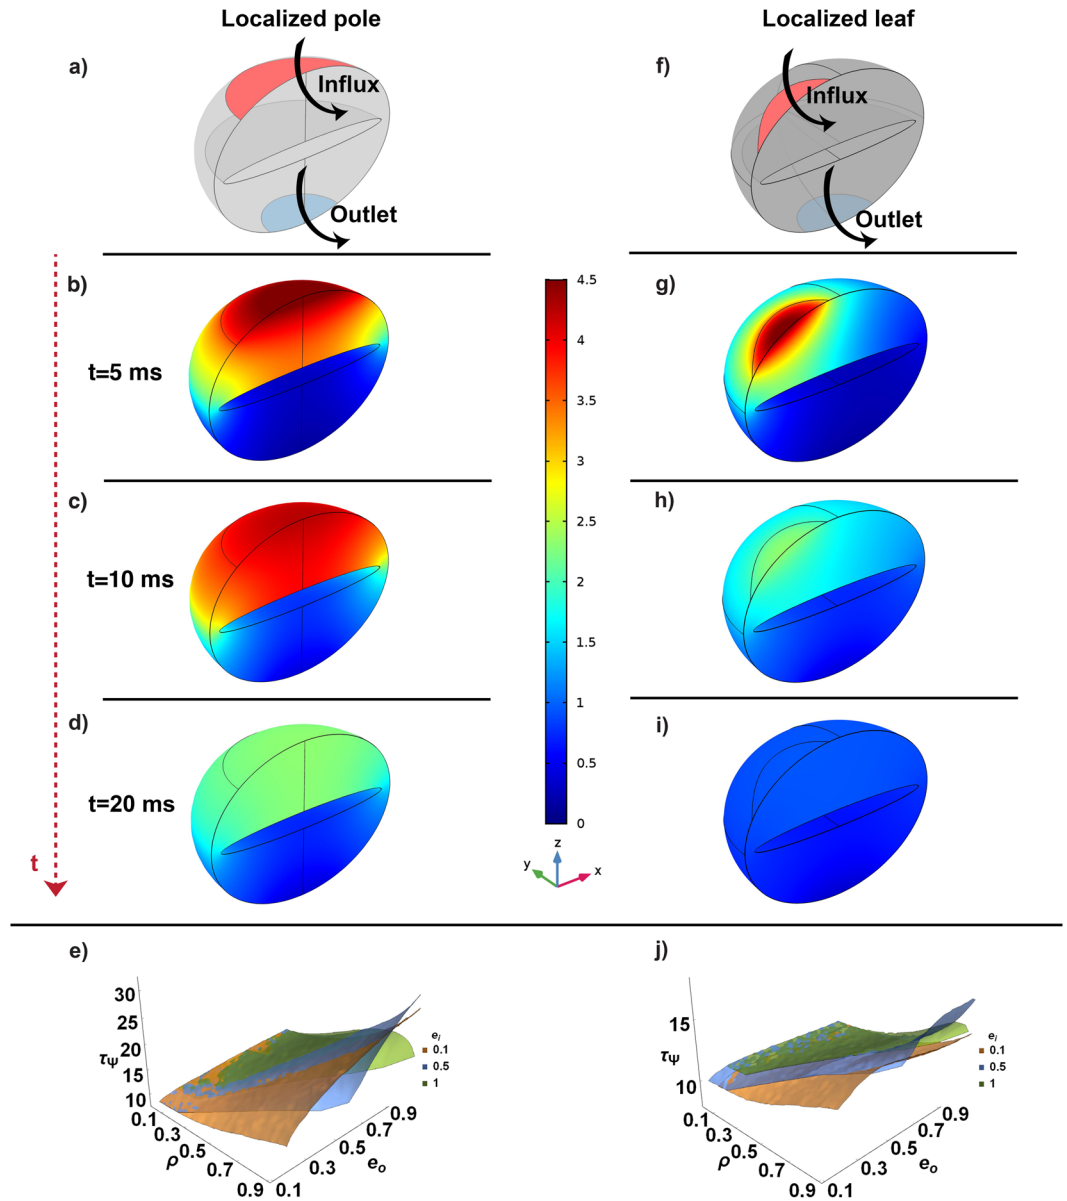 Localized pole
Localized leaf
a)
Influx
Outlet
f)
Influx
Outlet
b)
t=5 ms
g)
c)
t=10 ms
h)
d)
t=20 ms
i)
t
4.5
4
3.5
3
2.5
2
1.5
1
0.5
0
z
y
x
e)
30
25
20
15
10
τΨ
0.1
0.3
0.5
0.7
0.9
ρ
0.1
0.3
0.5
0.7
0.9
eo
ei
0.1
0.5
1
j)
15
10
τΨ
0.1
0.3
0.5
0.7
0.9
ρ
0.1
0.3
0.5
0.7
0.9
eo
ei
0.1
0.5
1